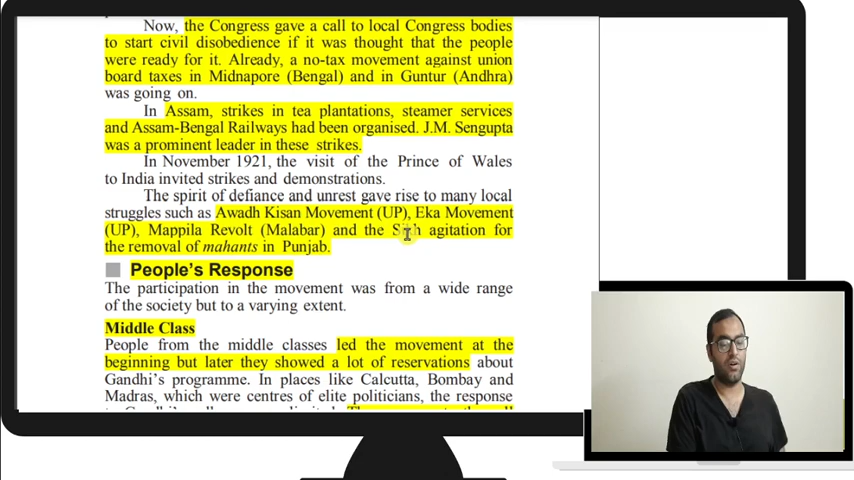 Now, the Congress gave a call to local Congress bodies
to start civil disobedience if it was thought that the people
were ready for it. Already, a no-tax movement against union
board taxes in Midnapore (Bengal) and in Guntur (Andhra)
was going on.
In Assam, strikes in tea plantations, steamer services
and Assam-Bengal Railways had been organised. J.M. Sengupta
was a prominent leader in these strikes.
In November 1921, the visit of the Prince of Wales
to India invited strikes and demonstrations.
The spirit of defiance and unrest gave rise to many local
struggles such as Awadh Kisan Movement (UP), Eka Movement
(UP), Mappila Revolt (Malabar) and the Sikh agitation for
the removal of mahants in Punjab.
People's Response
The participation in the movement was from a wide range
of the society but to a varying extent.
Middle Class
People from the middle classes led the movement at the
beginning but later they showed a lot of reservations about
Gandhi's programme. In places like Calcutta, Bombay and
Madras, which were centres of elite politicians, the response